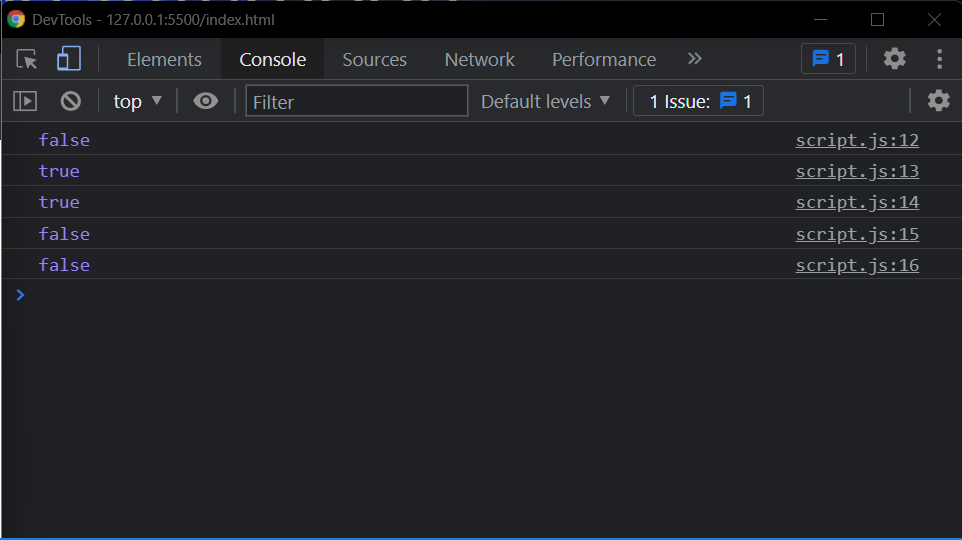 DevTools - 127.0.0.1:5500/index.html
Elements Console Sources Network Performance 1
top Filter Default levels 1 Issue: 1
false script.js:12
true script.js:13
true script.js:14
false script.js:15
false script.js:16